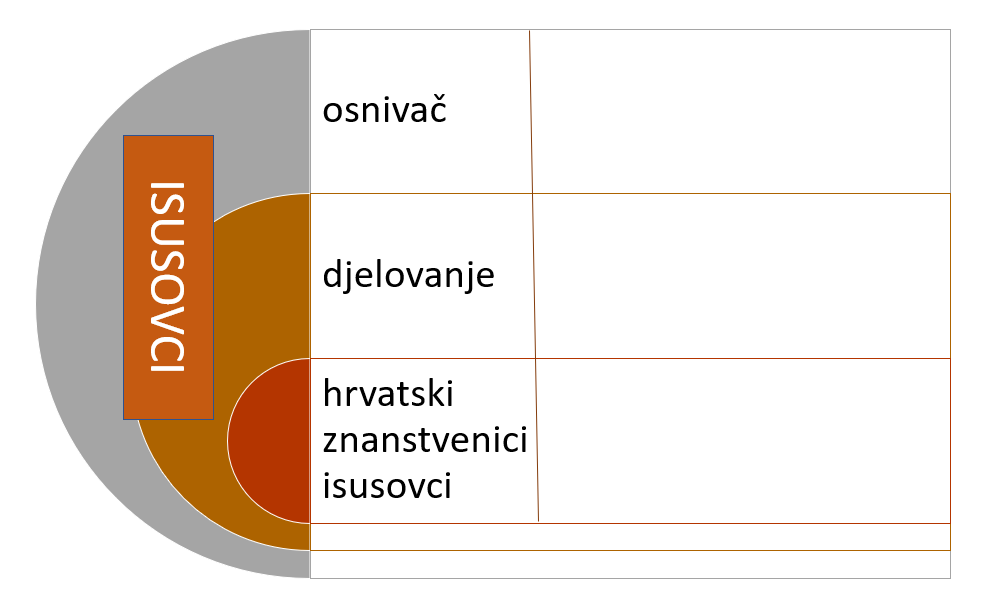 ISUSOVCI
osnivač
djelovanje
hrvatski
znanstvenici
isusovci